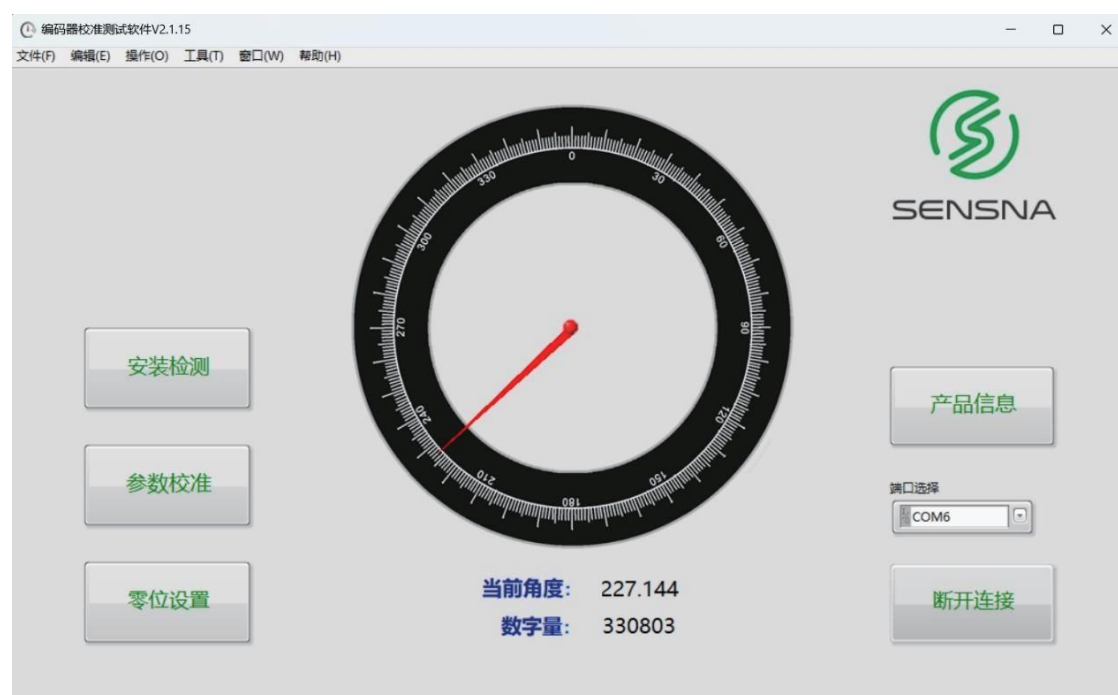 编码器校准测试软件V2.1.15
文件(F) 编辑(E) 操作(O) 工具(T) 窗口(W) 帮助(H)
SENSNA
0
30
60
90
120
150
180
210
240
270
300
330
安装检测
参数校准
零位设置
当前角度: 227.144
数字量: 330803
产品信息
端口选择
COM6
断开连接